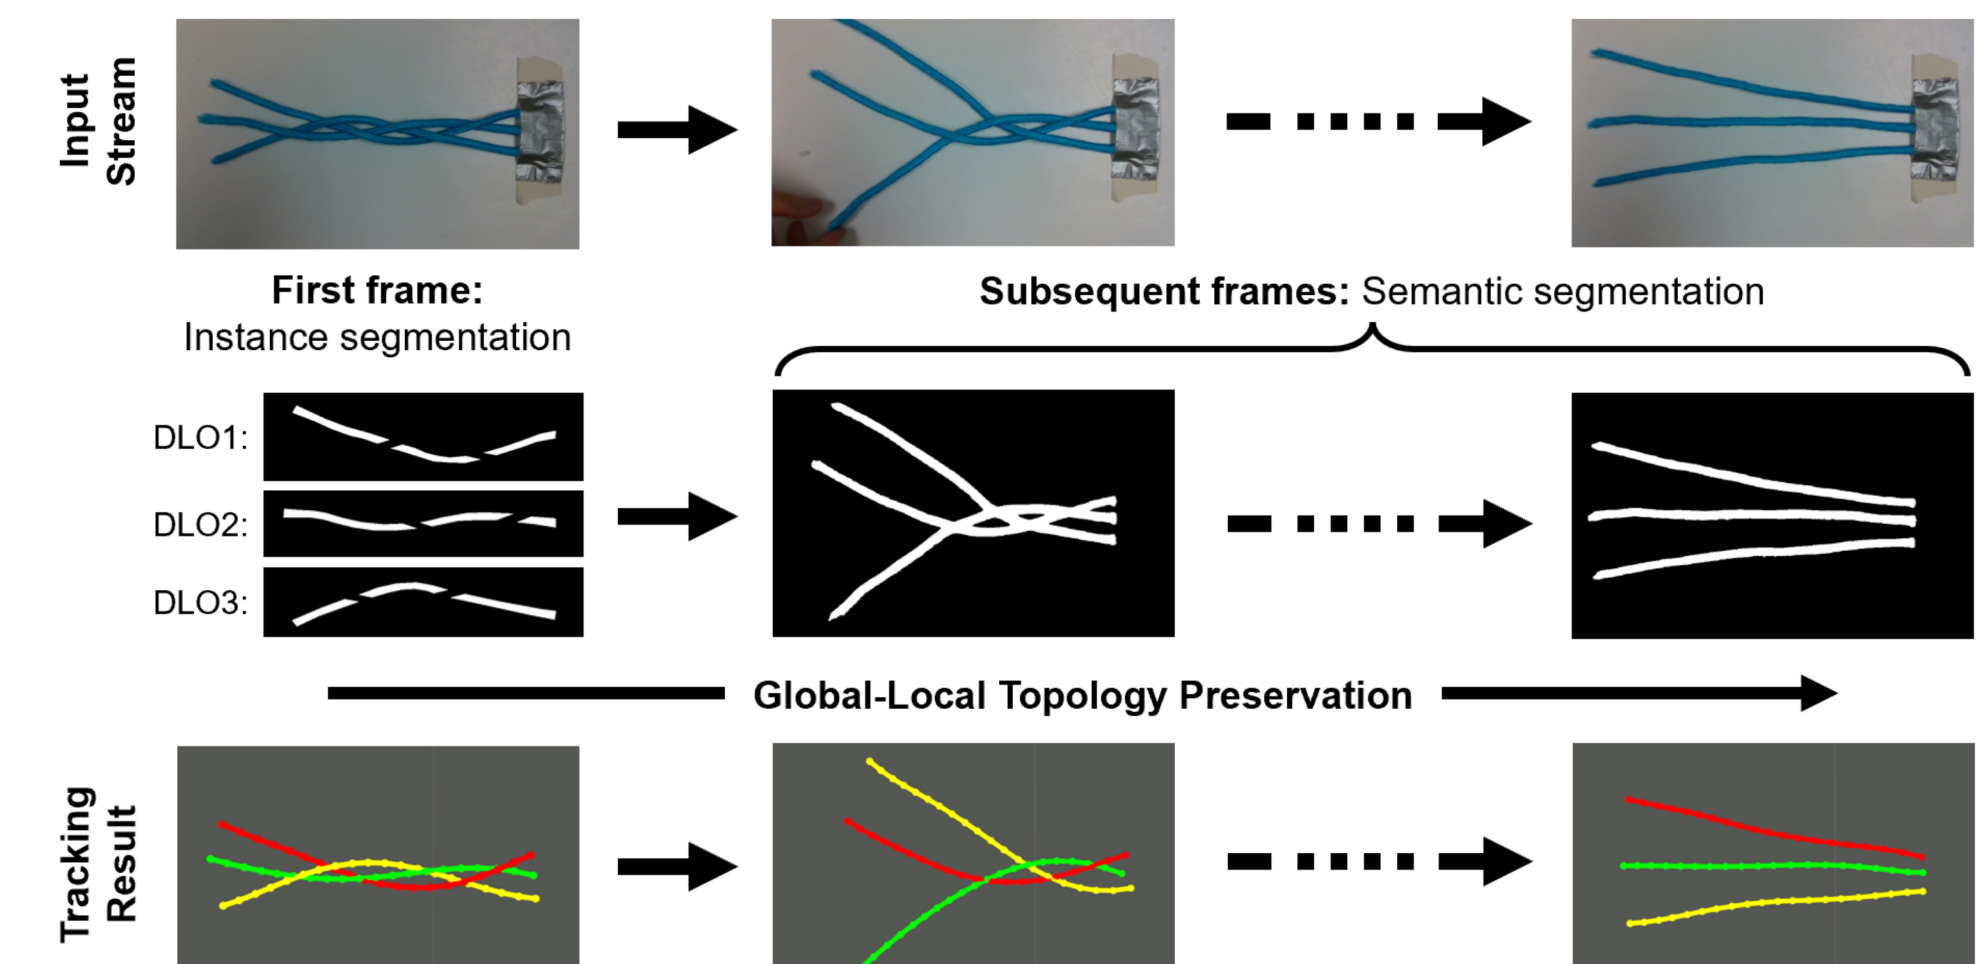 Input
Stream
First frame:
Instance segmentation
Subsequent frames: Semantic segmentation
DLO1:
DLO2:
DLO3:
Global-Local Topology Preservation
Tracking
Result